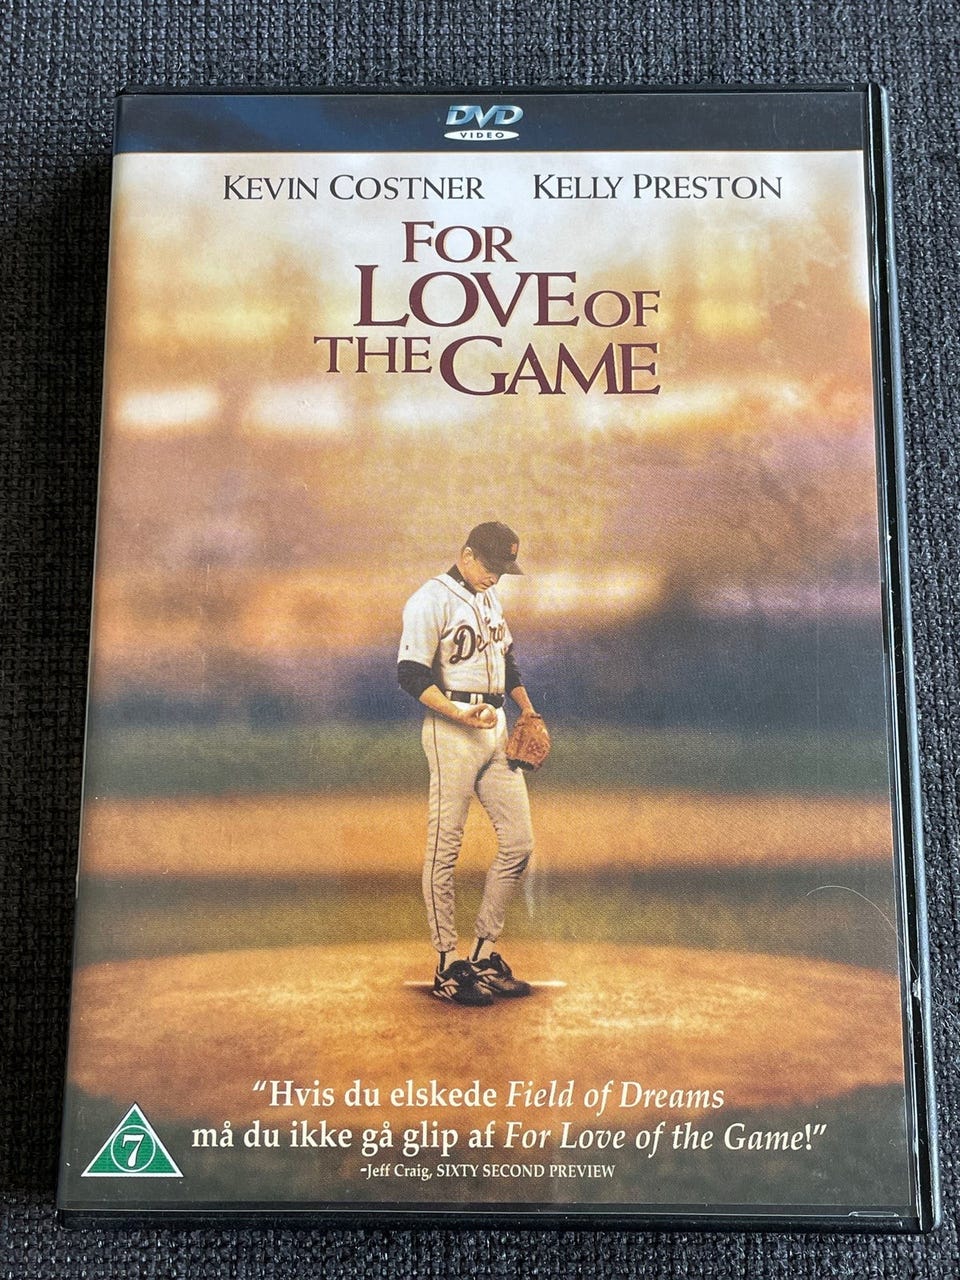 DVD
VIDEO
KEVIN COSTNER KELLY PRESTON
FOR
LOVE OF
THE GAME
"Hvis du elskede Field of Dreams
må du ikke gå glip af For Love of the Game!"
-Jeff Craig, SIXTY SECOND PREVIEW
7